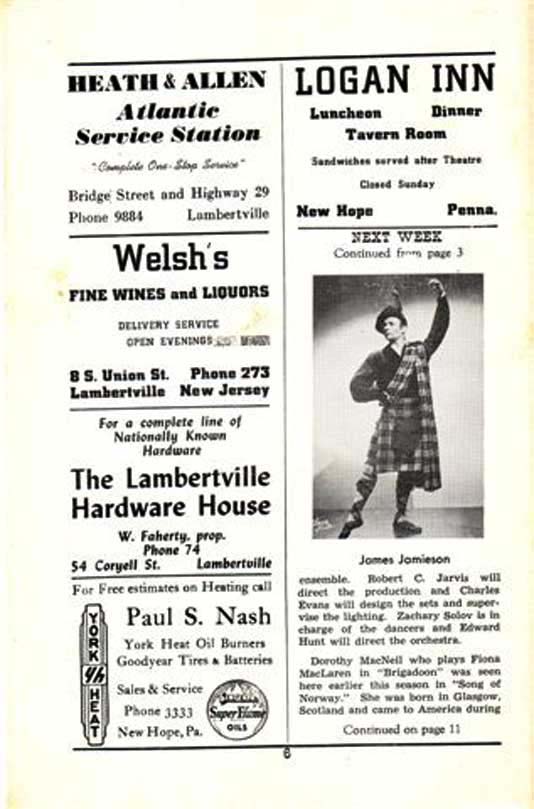 HEATH & ALLEN
Atlantic
Service Station
"Complete One-Stop Service"
Bridge Street and Highway 29
Phone 9884 Lambertville
Welsh's
FINE WINES and LIQUORS
DELIVERY SERVICE
OPEN EVENINGS
8 S. Union St. Phone 273
Lambertville New Jersey
For a complete line of
Nationally Known
Hardware
The Lambertville
Hardware House
W. Faherty, prop.
Phone 74
54 Coryell St. Lambertville
For Free estimates on Heating call
YORK
HEAT
Paul S. Nash
York Heat Oil Burners
Goodyear Tires & Batteries
Sales & Service
Phone 3333
New Hope, Pa.
Super Flame
OILS
LOGAN INN
Luncheon Dinner
Tavern Room
Sandwiches served after Theatre
Closed Sunday
New Hope Penna.
NEXT WEEK
Continued from page 3
James Jamieson
ensemble. Robert C. Jarvis will
direct the production and Charles
Evans will design the sets and super-
vise the lighting. Zachary Solov is in
charge of the dancers and Edward
Hunt will direct the orchestra.
Dorothy MacNeil who plays Fiona
MacLaren in "Brigadoon" was seen
here earlier this season in "Song of
Norway." She was born in Glasgow,
Scotland and came to America during
Continued on page 11
6